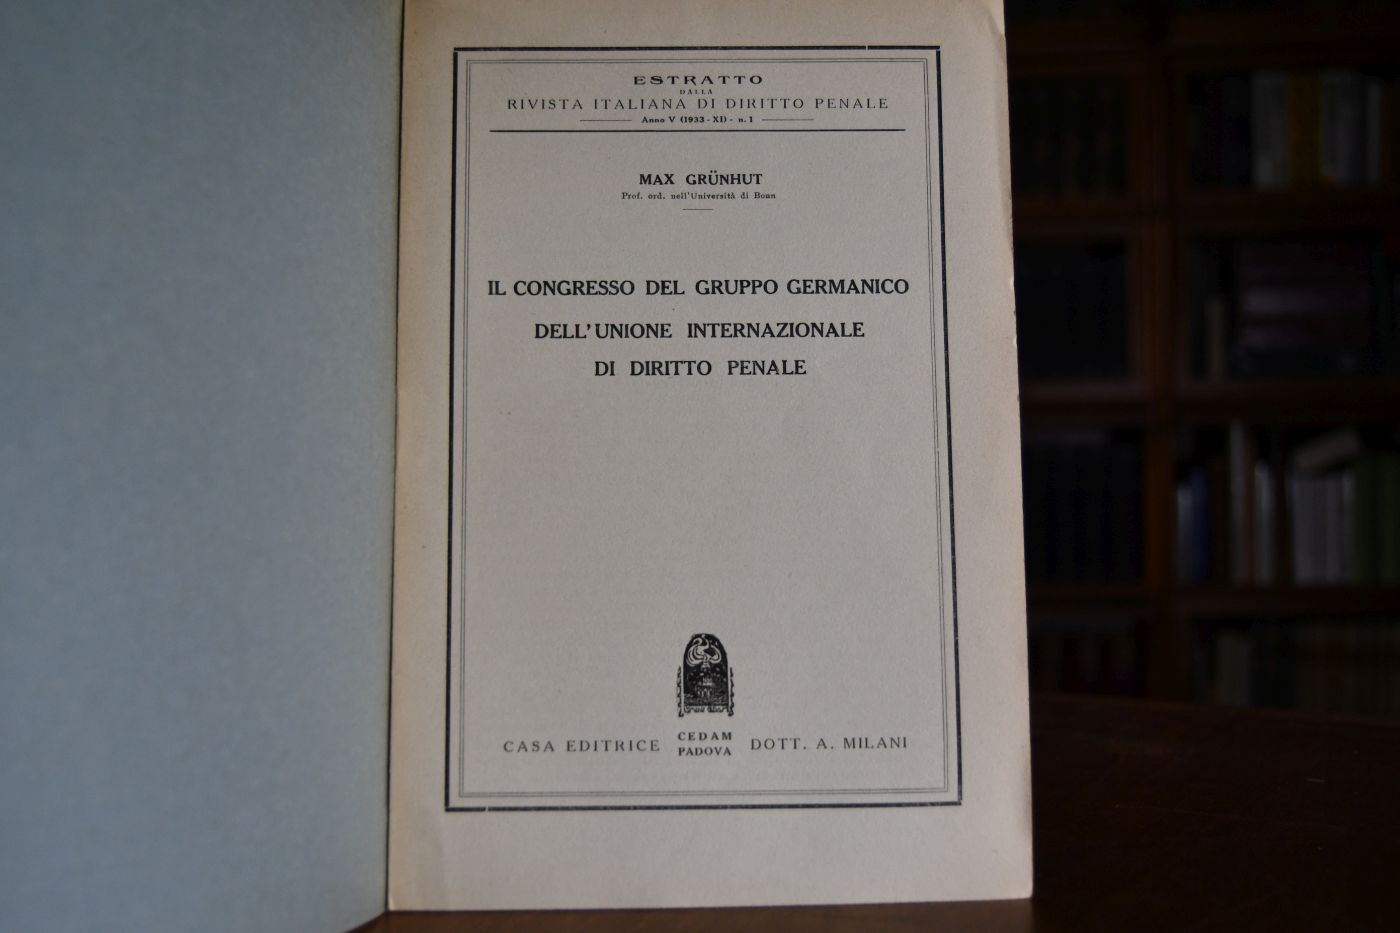 ESTRATTO
DALLA
RIVISTA ITALIANA DI DIRITTO PENALE
Anno V (1933 - XI) - n. 1
MAX GRÜNHUT
Prof. ord. nell'Università di Bonn
IL CONGRESSO DEL GRUPPO GERMANICO
DELL'UNIONE INTERNAZIONALE
DI DIRITTO PENALE
CASA EDITRICE CEDAM PADOVA DOTT. A. MILANI